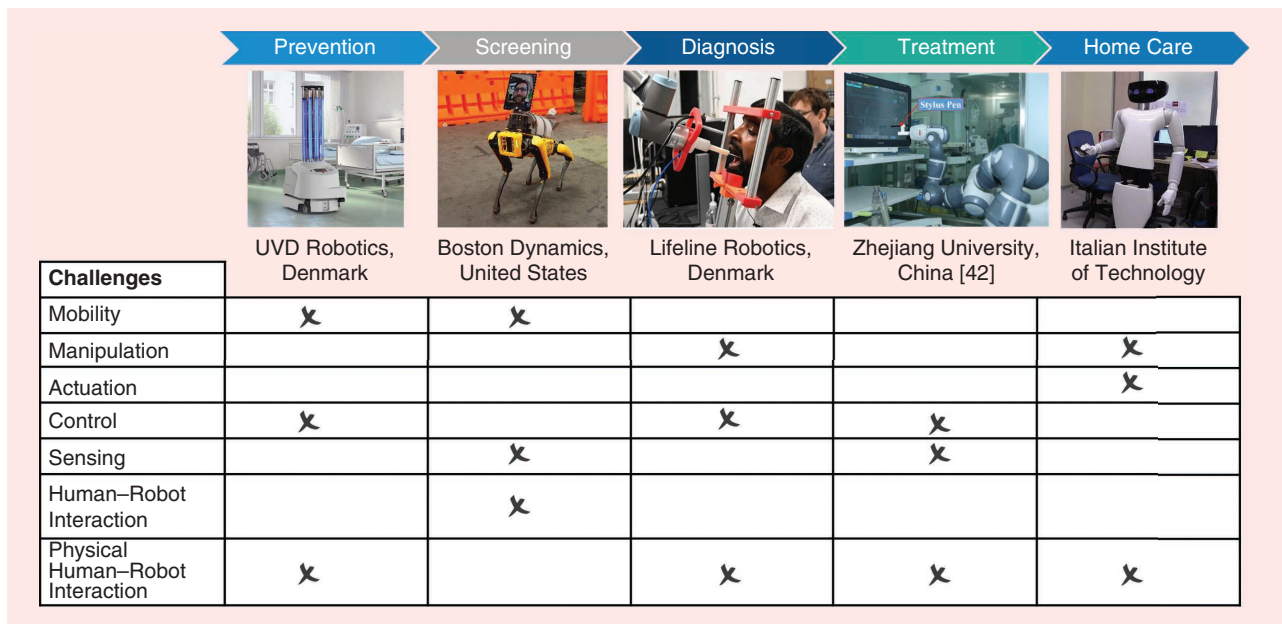 Prevention
Screening
Diagnosis
Treatment
Home Care
Stylus Pen
UVD Robotics,
Denmark
Boston Dynamics,
United States
Lifeline Robotics,
Denmark
Zhejiang University,
China [42]
Italian Institute
of Technology
Challenges
Mobility
Manipulation
Actuation
Control
Sensing
Human–Robot
Interaction
Physical
Human–Robot
Interaction